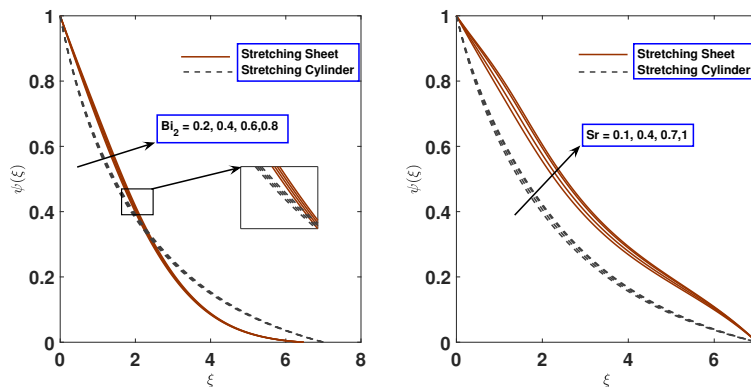 1
0.8
0.6
0.4
0.2
0
0
2
4
6
8
ψ(ξ)
ξ
Stretching Sheet
Stretching Cylinder
Bi2 = 0.2, 0.4, 0.6,0.8
1
0.8
0.6
0.4
0.2
0
0
2
4
6
ψ(ξ)
ξ
Stretching Sheet
Stretching Cylinder
Sr = 0.1, 0.4, 0.7,1